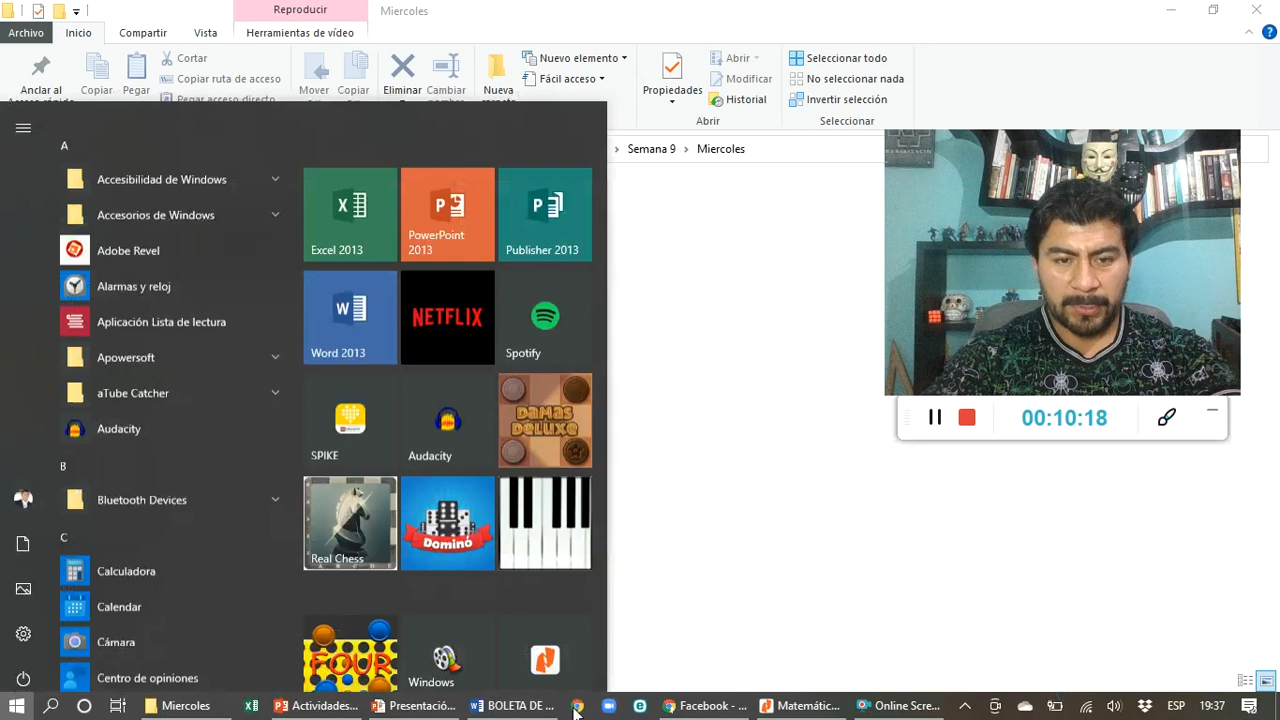 Reproducir
Miercoles
Archivo
Inicio
Compartir
Vista
Herramientas de vídeo
Anclar al
Copiar
Pegar
Cortar
Copiar ruta de acceso
Pegar acceso directo
Mover
Copiar
Eliminar
Cambiar
Nueva
carpeta
Nuevo elemento
Fácil acceso
Propiedades
Abrir
Modificar
Historial
Abrir
Seleccionar todo
No seleccionar nada
Invertir selección
Seleccionar
Semana 9 > Miercoles
A
Accesibilidad de Windows
Accesorios de Windows
Adobe Revel
Alarmas y reloj
Aplicación Lista de lectura
Apowersoft
aTube Catcher
Audacity
B
Bluetooth Devices
C
Calculadora
Calendar
Cámara
Centro de opiniones
Excel 2013
PowerPoint
2013
Publisher 2013
Word 2013
NETFLIX
Spotify
SPIKE
Audacity
DAMAS
DELUXE
Real Chess
Domino
FOUR
Windows
00:10:18
Miercoles
Actividades...
Presentació...
BOLETA DE ...
Facebook - ...
Matemátic...
Online Scre...
ESP
19:37